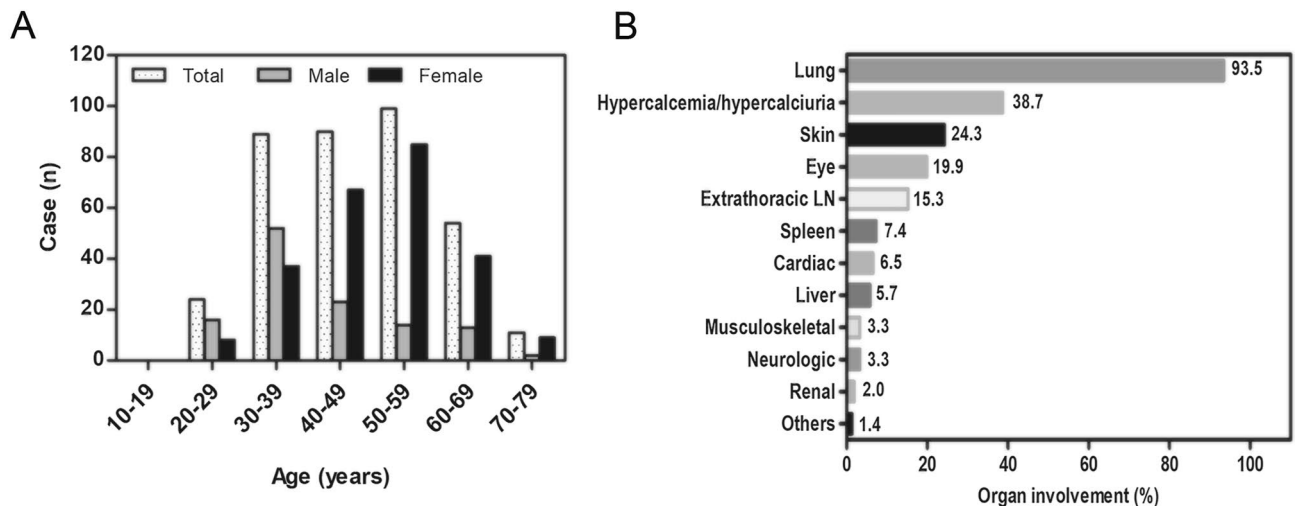 A
120
100
80
60
40
20
0
Case (n)
Total Male Female
10-19 20-29 30-39 40-49 50-59 60-69 70-79
Age (years)
B
Lung 93.5
Hypercalcemia/hypercalciuria 38.7
Skin 24.3
Eye 19.9
Extrathoracic LN 15.3
Spleen 7.4
Cardiac 6.5
Liver 5.7
Musculoskeletal 3.3
Neurologic 3.3
Renal 2.0
Others 1.4
0 20 40 60 80 100
Organ involvement (%)